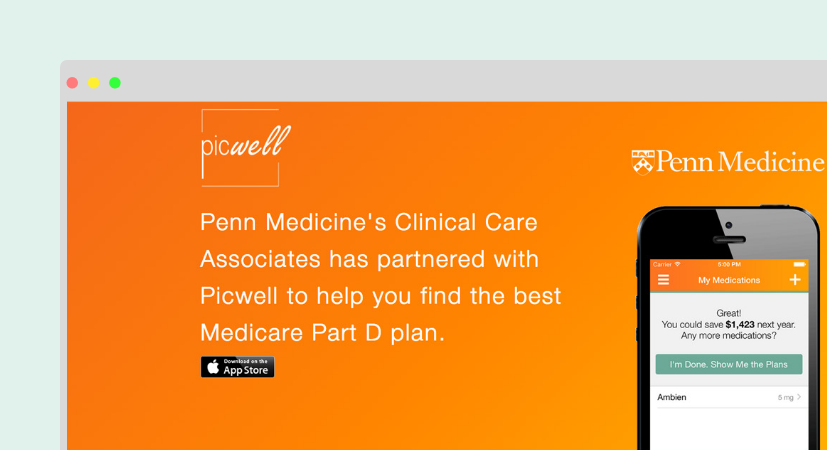 picwell
Penn Medicine
Penn Medicine's Clinical Care
Associates has partnered with
Picwell to help you find the best
Medicare Part D plan.
Download on the
App Store
Carrier 5:00 PM
My Medications
Great!
You could save $1,423 next year.
Any more medications?
I'm Done. Show Me the Plans
Ambien 5 mg